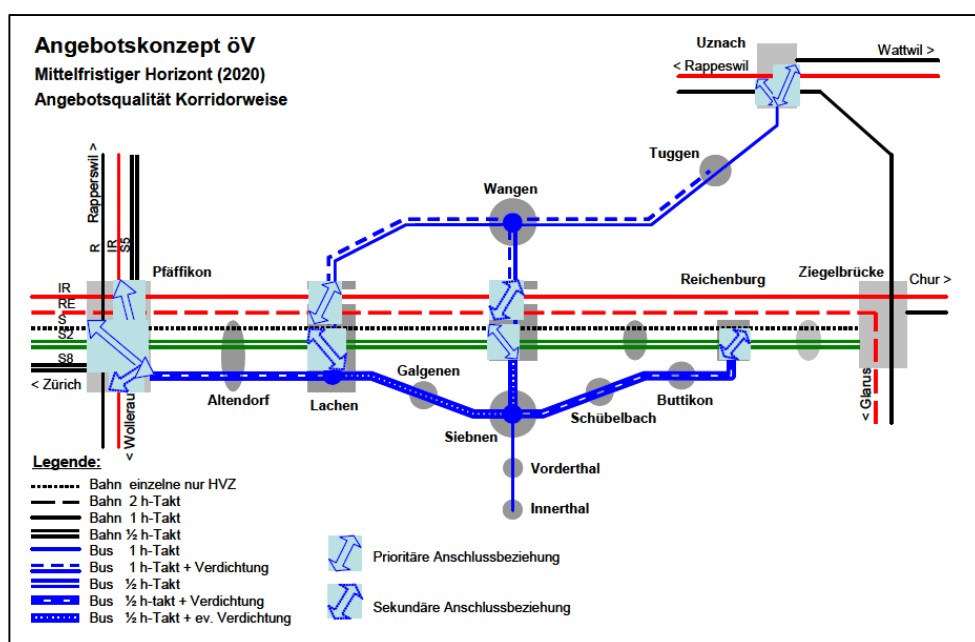 Angebotskonzept öV
Mittelfristiger Horizont (2020)
Angebotsqualität Korridorweise
Uznach
Wattwil >
< Rappeswil
Tuggen
Wangen
Rapperswil >
R
IR
S5
Pfäffikon
Reichenburg
Ziegelbrücke
Chur >
IR
RE
S
S2
S8
< Zürich
< Wollerau
Altendorf
Lachen
Galgenen
Siebnen
Schübelbach
Buttikon
< Glarus
Vorderthal
Innerthal
Legende:
Bahn einzelne nur HVZ
Bahn 2 h-Takt
Bahn 1 h-Takt
Bahn ½ h-Takt
Bus 1 h-Takt
Bus 1 h-Takt + Verdichtung
Bus ½ h-Takt
Bus ½ h-takt + Verdichtung
Bus ½ h-Takt + ev. Verdichtung
Prioritäre Anschlussbeziehung
Sekundäre Anschlussbeziehung